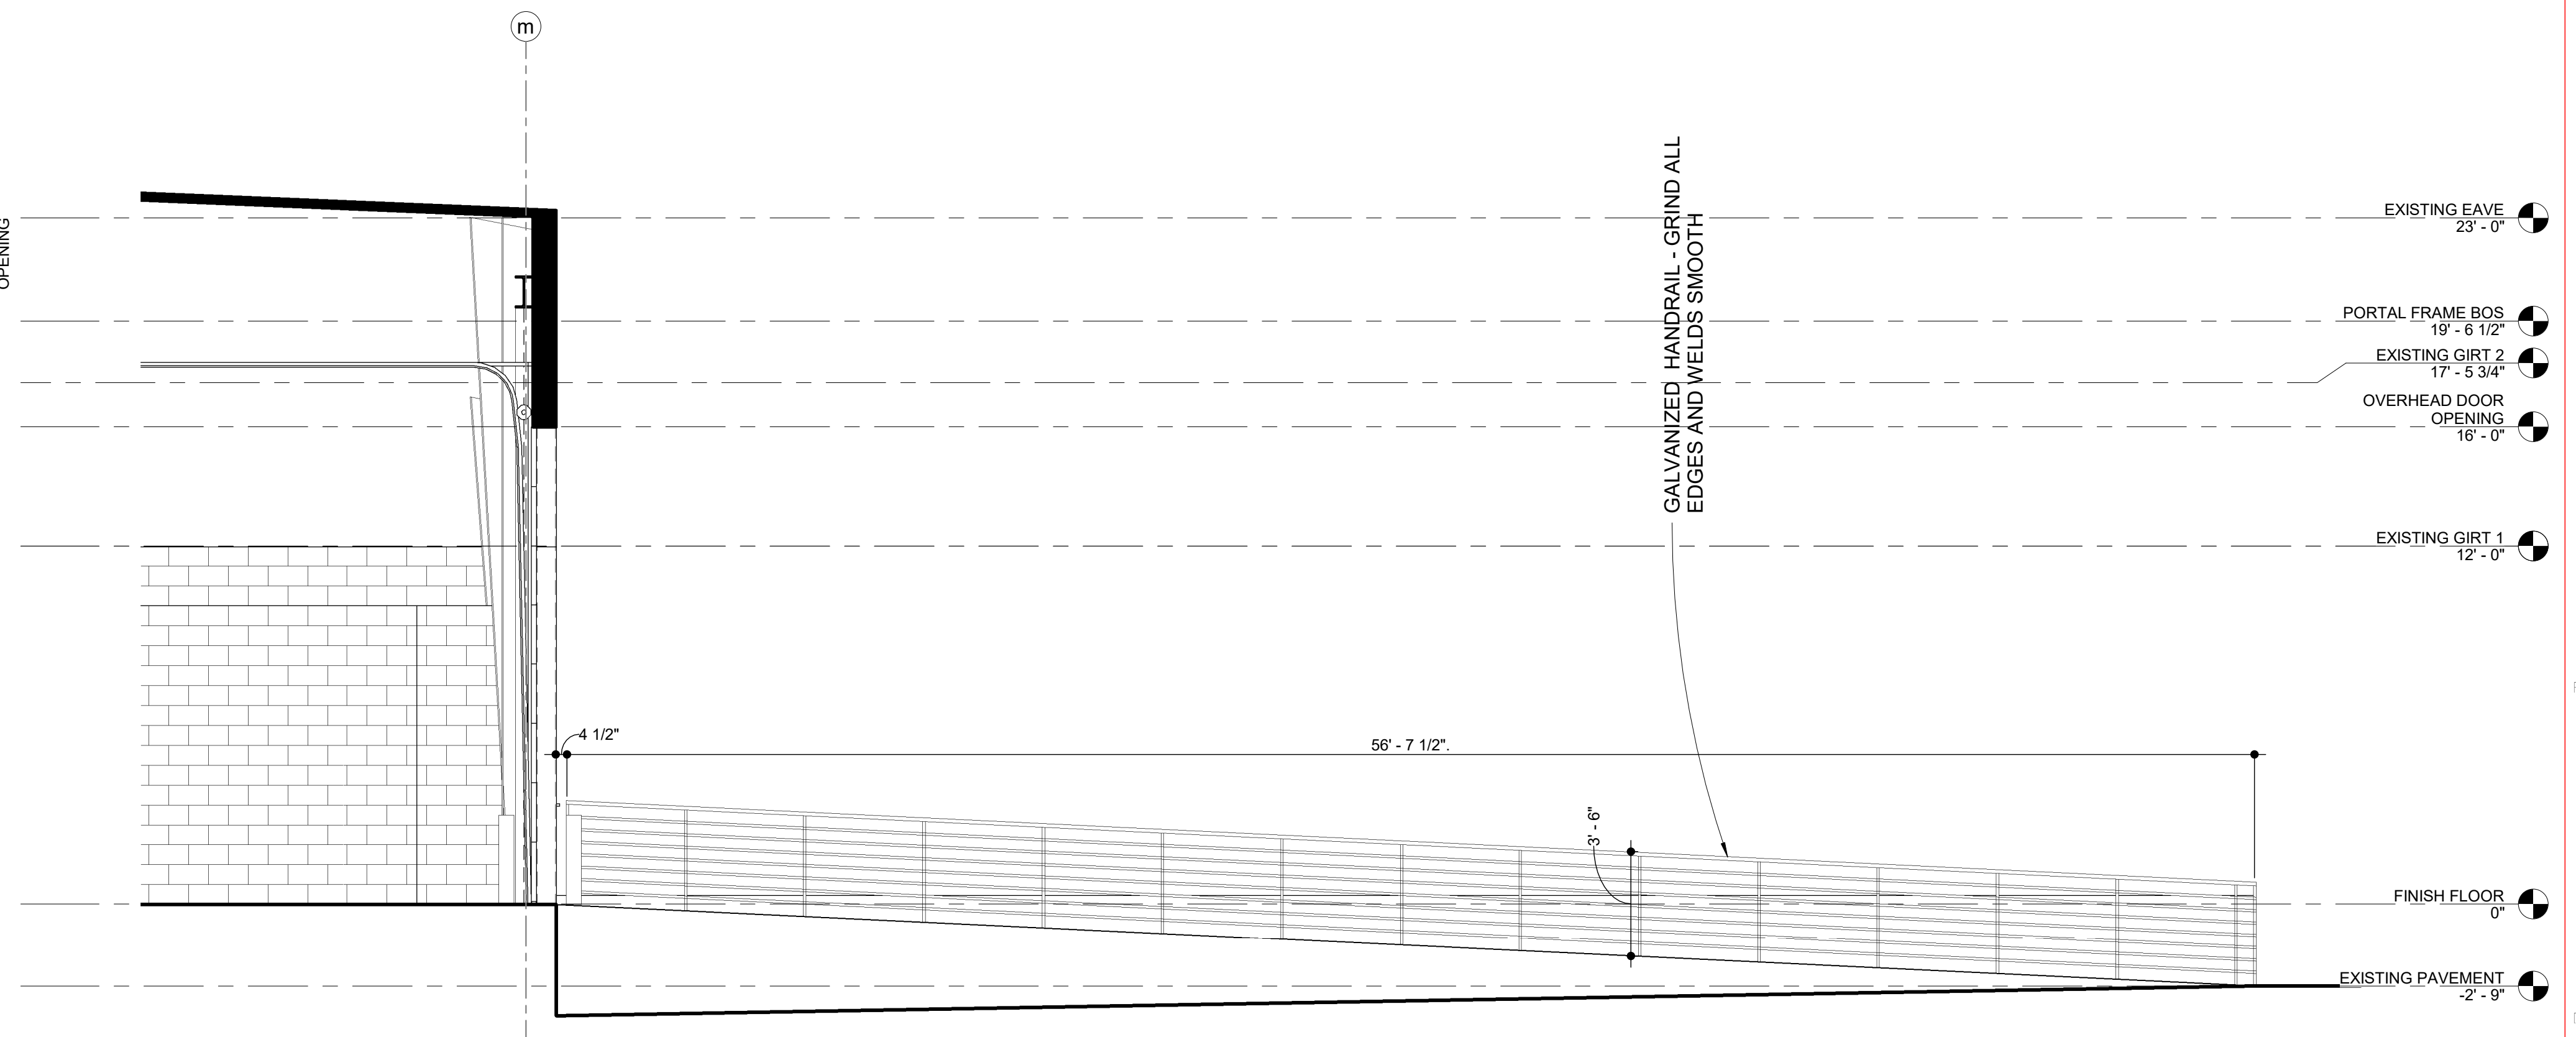 m
OPENING
GALVANIZED HANDRAIL - GRIND ALL
EDGES AND WELDS SMOOTH
EXISTING EAVE
23' - 0"
PORTAL FRAME BOS
19' - 6 1/2"
EXISTING GIRT 2
17' - 5 3/4"
OVERHEAD DOOR
OPENING
16' - 0"
EXISTING GIRT 1
12' - 0"
4 1/2"
56' - 7 1/2".
3' - 6"
FINISH FLOOR
0"
EXISTING PAVEMENT
-2' - 9"